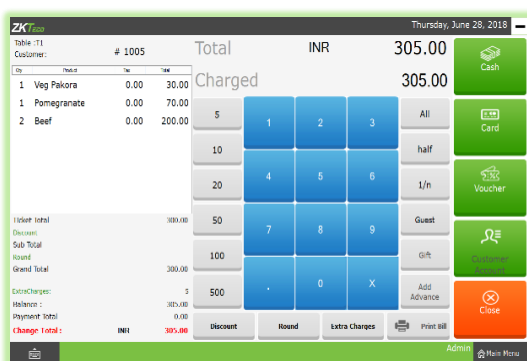 ZKTeco
Thursday, June 28, 2018
Table :T1
Customer:
# 1005
Qty Product Tax Total
1 Veg Pakora 0.00 30.00
1 Pomegranate 0.00 70.00
2 Beef 0.00 200.00
Ticket Total 300.00
Discount
Sub Total
Round
Grand Total 300.00
ExtraCharges: 5
Balance : 305.00
Payment Total 0.00
Change Total : INR 305.00
Total INR 305.00
Charged 305.00
5 1 2 3 All
10 half
20 4 5 6 1/n
50 7 8 9 Guest
100 Gift
500 . 0 X Add
Advance
Discount Round Extra Charges Print Bill
Cash
Card
Voucher
Customer
Account
Close
Admin Main Menu